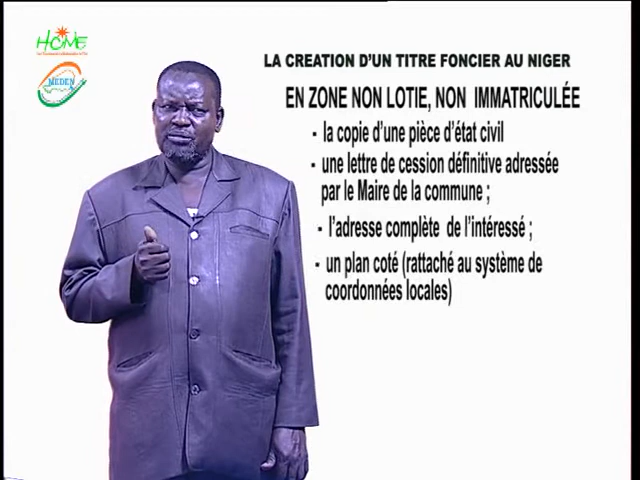 HOME
MEDEN
LA CREATION D'UN TITRE FONCIER AU NIGER
EN ZONE NON LOTIE, NON IMMATRICULÉE
- la copie d'une pièce d'état civil
- une lettre de cession définitive adressée
par le Maire de la commune ;
- l'adresse complète de l'intéressé ;
- un plan coté (rattaché au système de
coordonnées locales)